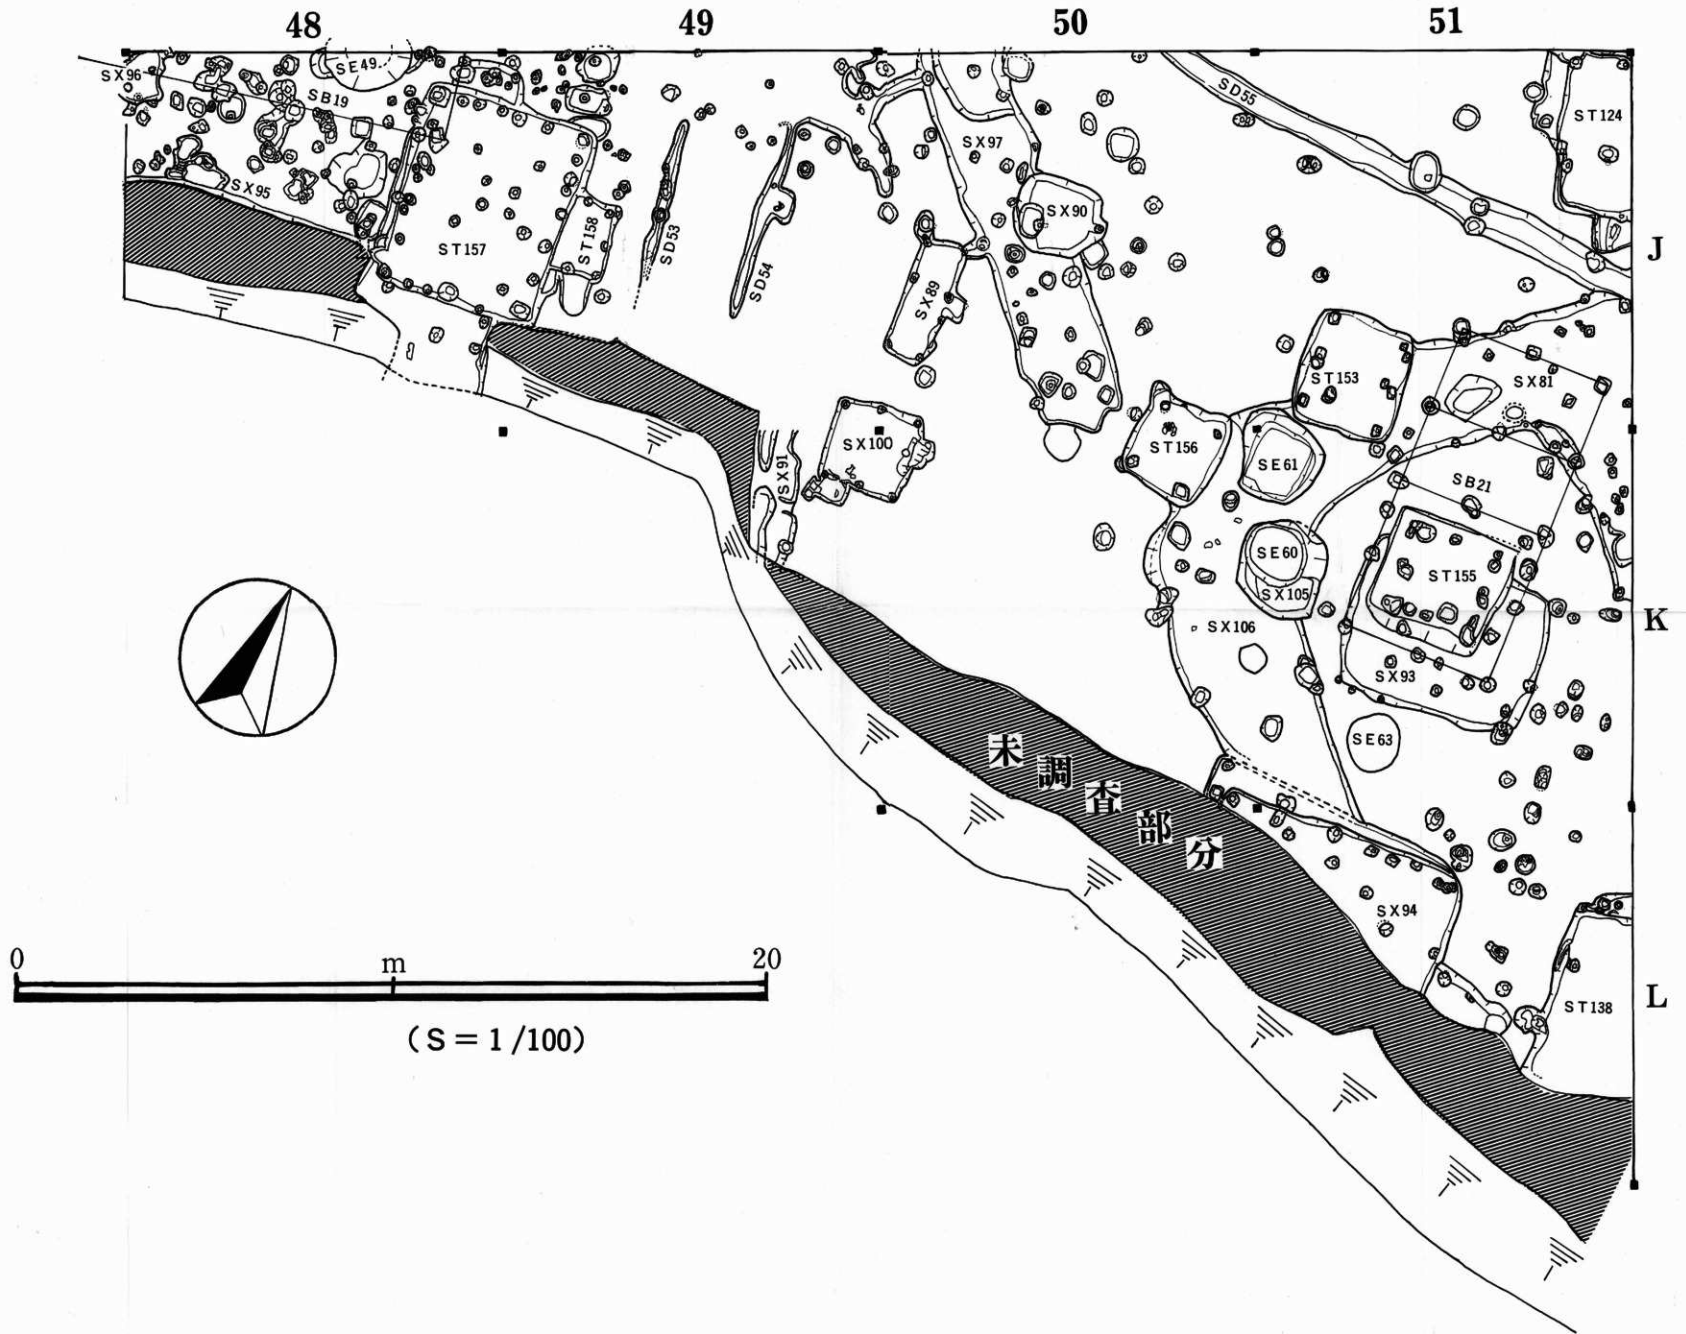 48
49
50
51
SX96
SE49
SB19
SX95
ST157
ST158
SD53
SD54
SX97
SX90
SX89
SD55
ST124
J
ST153
SX81
ST156
SE61
SX100
SX91
SB21
SE60
ST155
SX105
SX106
K
SX93
SE63
未調査部分
SX94
ST138
L
0 m 20
(S = 1/100)